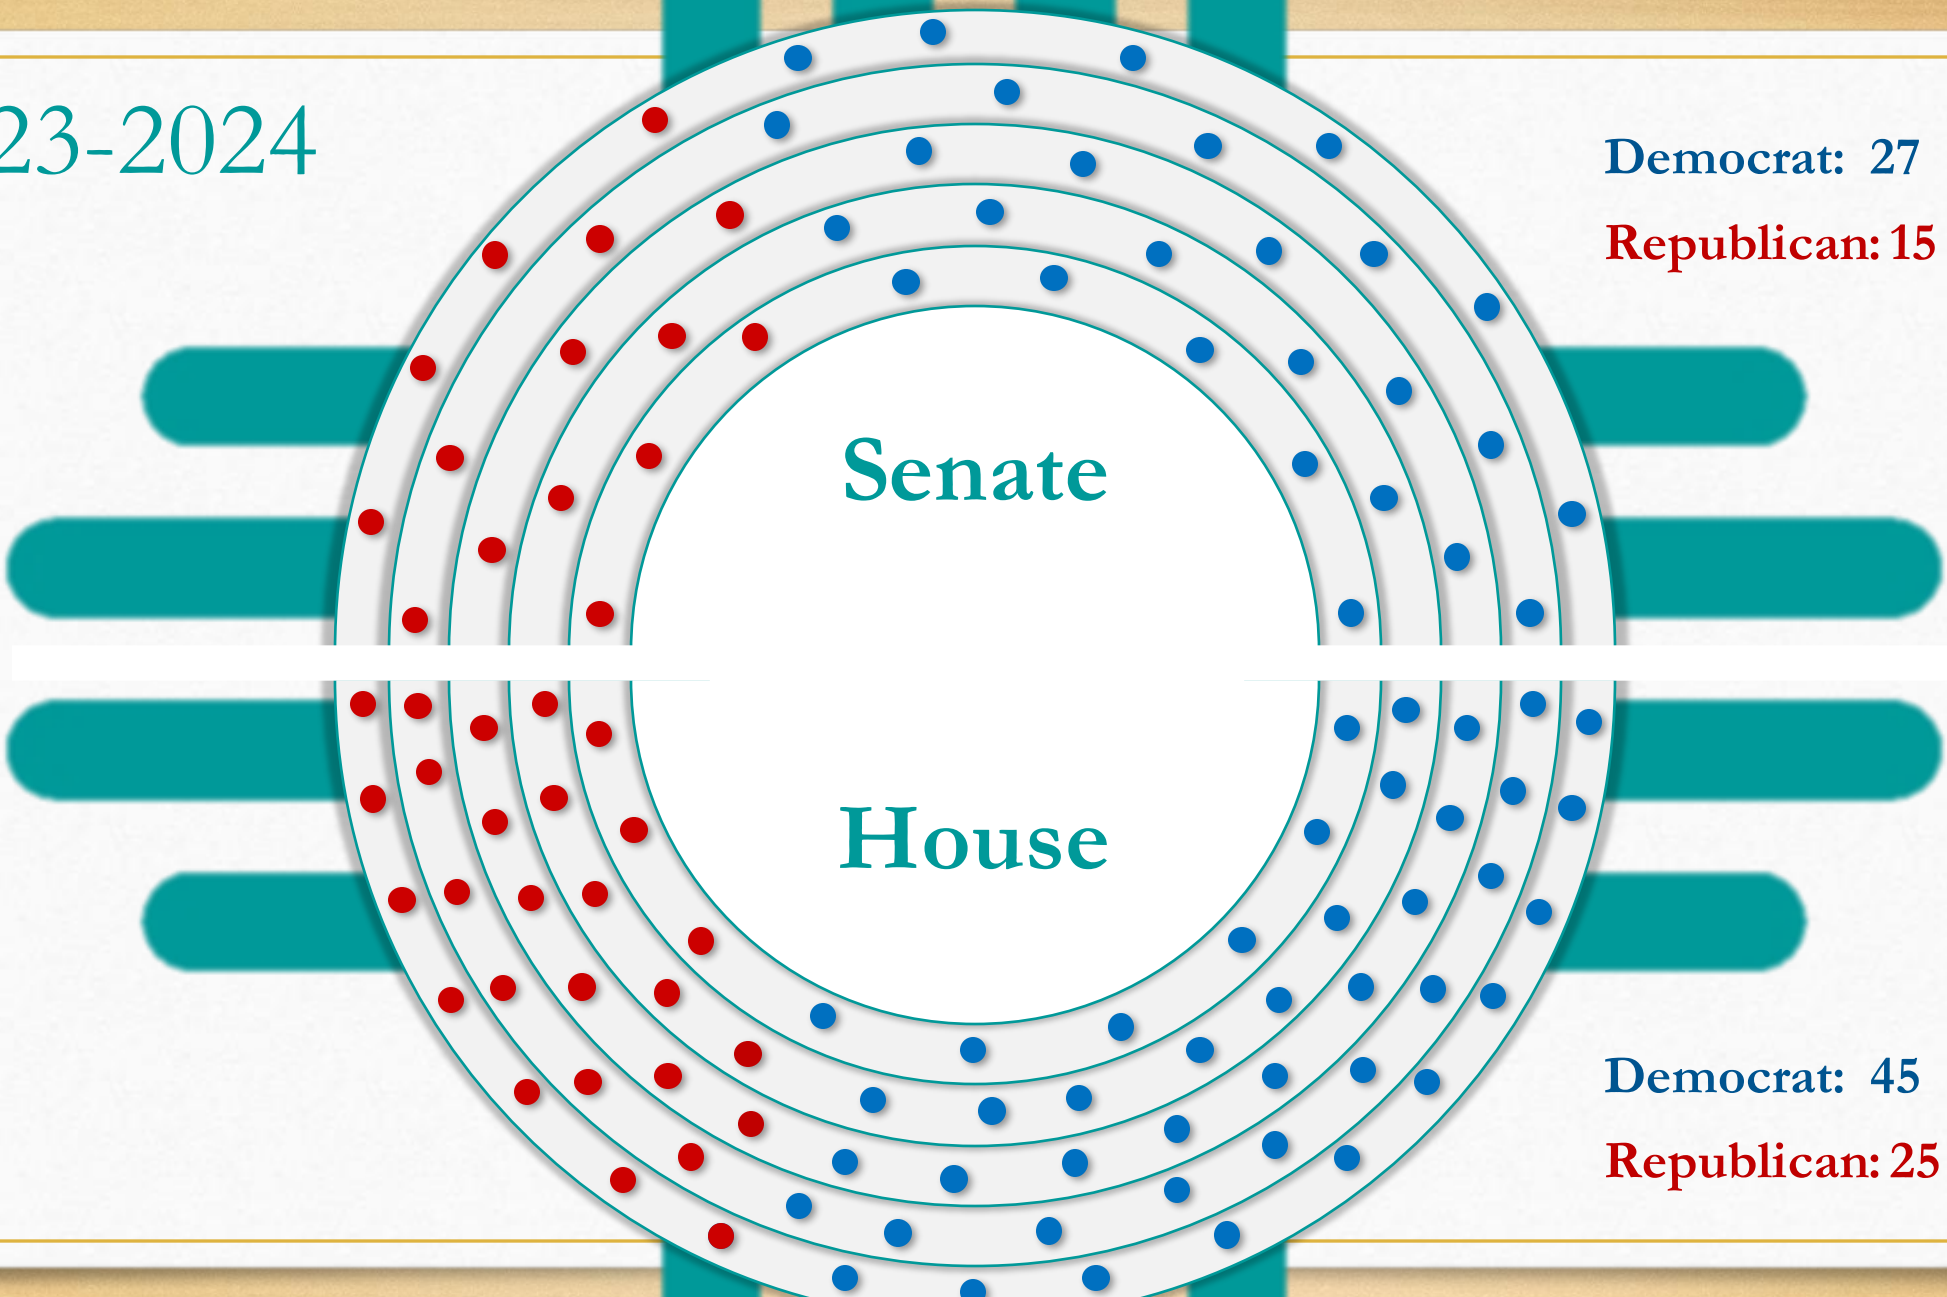 23-2024
Democrat: 27
Republican: 15
Senate
House
Democrat: 45
Republican: 25